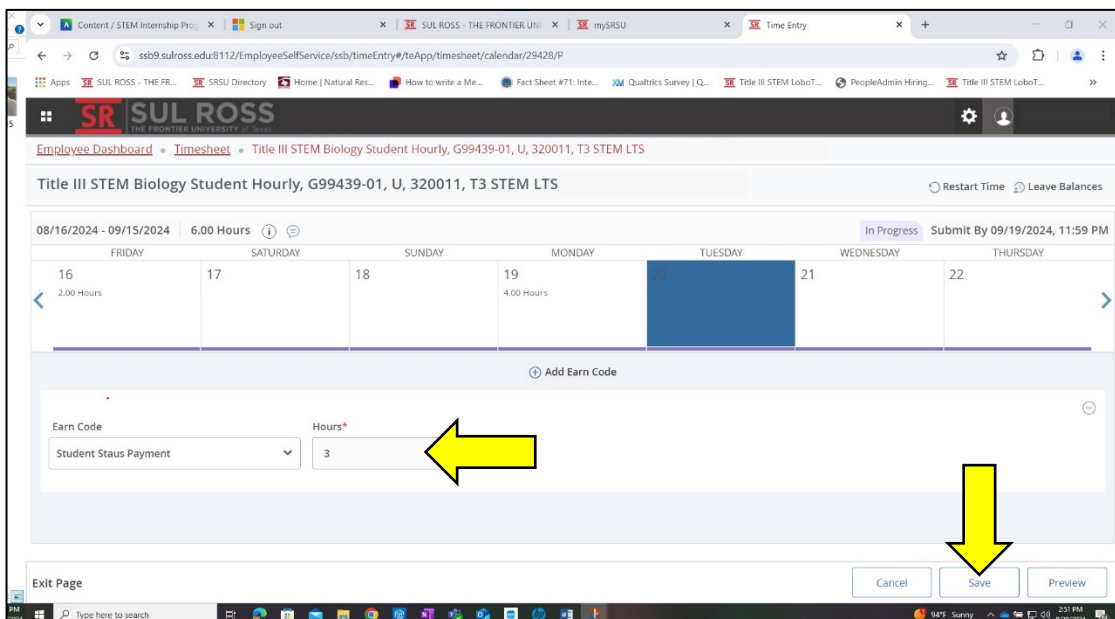 Content / STEM Internship Prog
Sign out
SUL ROSS - THE FRONTIER UNI
mySRSU
Time Entry
ssb9.sulross.edu:8112/EmployeeSelfService/ssb/timeEntry#/teApp/timesheet/calendar/29428/P
Apps SR SUL ROSS - THE FR... SR SRSU Directory Home | Natural Res... How to write a Me... Fact Sheet #71: Inte... XM Qualtrics Survey | Q... SR Title III STEM LoboT... PeopleAdmin Hiring... SR Title III STEM LoboT... »
SR SUL ROSS
THE FRONTIER UNIVERSITY of Texas
Employee Dashboard • Timesheet • Title III STEM Biology Student Hourly, G99439-01, U, 320011, T3 STEM LTS
Title III STEM Biology Student Hourly, G99439-01, U, 320011, T3 STEM LTS
Restart Time Leave Balances
08/16/2024 - 09/15/2024 6.00 Hours
In Progress Submit By 09/19/2024, 11:59 PM
FRIDAY SATURDAY SUNDAY MONDAY TUESDAY WEDNESDAY THURSDAY
16 17 18 19 20 21 22
2.00 Hours 4.00 Hours
Add Earn Code
Earn Code Hours*
Student Staus Payment 3
Exit Page Cancel Save Preview
Type here to search
94°F Sunny
2:51 PM